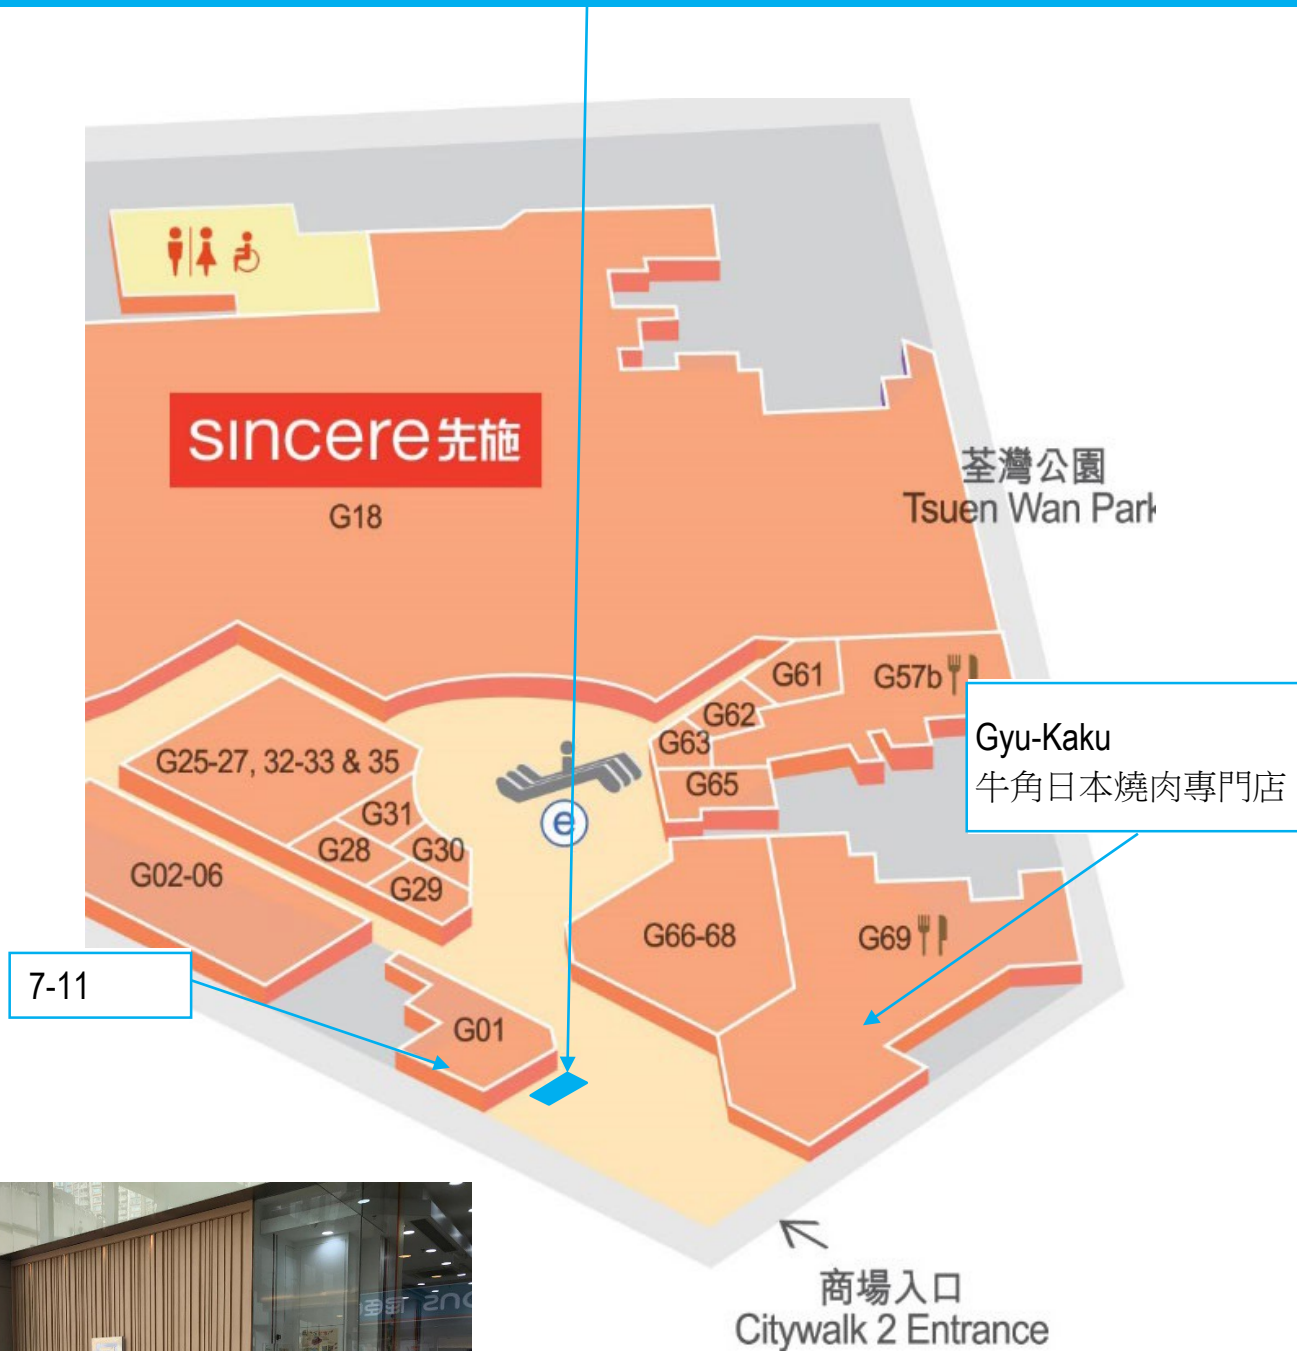 sincere先施
G18
荃灣公園
Tsuen Wan Park
G61
G57b
G62
G63
G65
Gyu-Kaku
牛角日本燒肉專門店
G25-27, 32-33 & 35
G31
G28
G30
G29
e
G02-06
G66-68
G69
7-11
G01
商場入口
Citywalk 2 Entrance